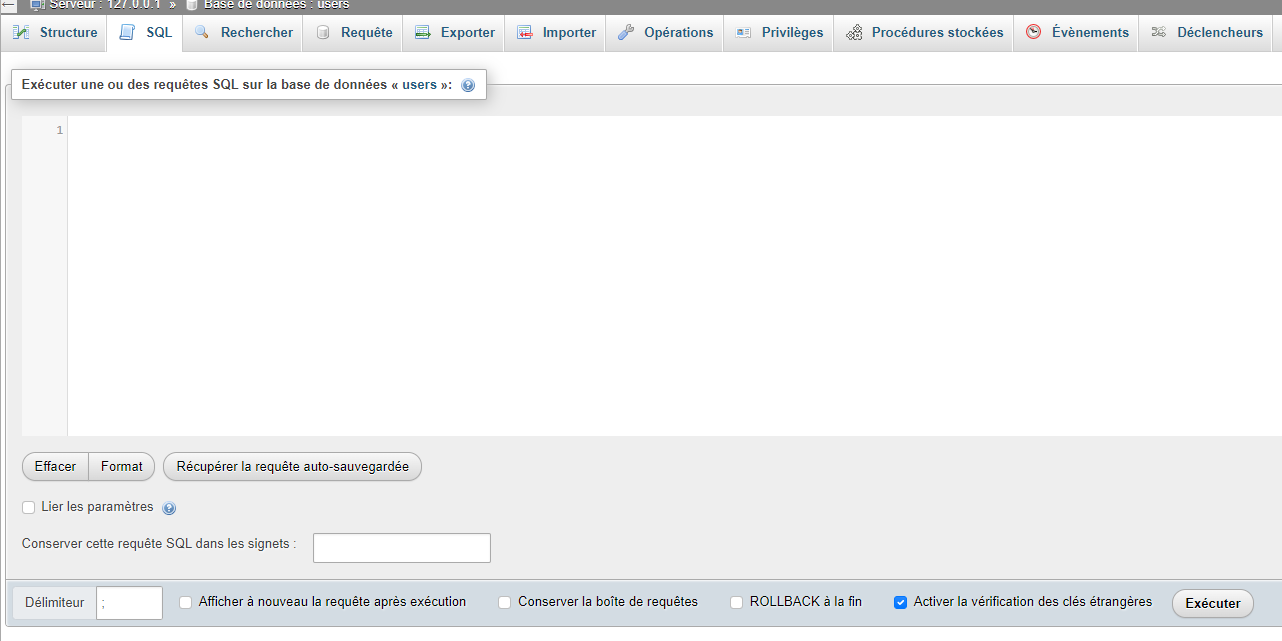 Serveur : 127.0.0.1 » Base de données : users
Structure SQL Rechercher Requête Exporter Importer Opérations Privilèges Procédures stockées Évènements Déclencheurs
Exécuter une ou des requêtes SQL sur la base de données « users »:
1
Effacer Format Récupérer la requête auto-sauvegardée
Lier les paramètres
Conserver cette requête SQL dans les signets :
Délimiteur ; Afficher à nouveau la requête après exécution Conserver la boîte de requêtes ROLLBACK à la fin Activer la vérification des clés étrangères Exécuter